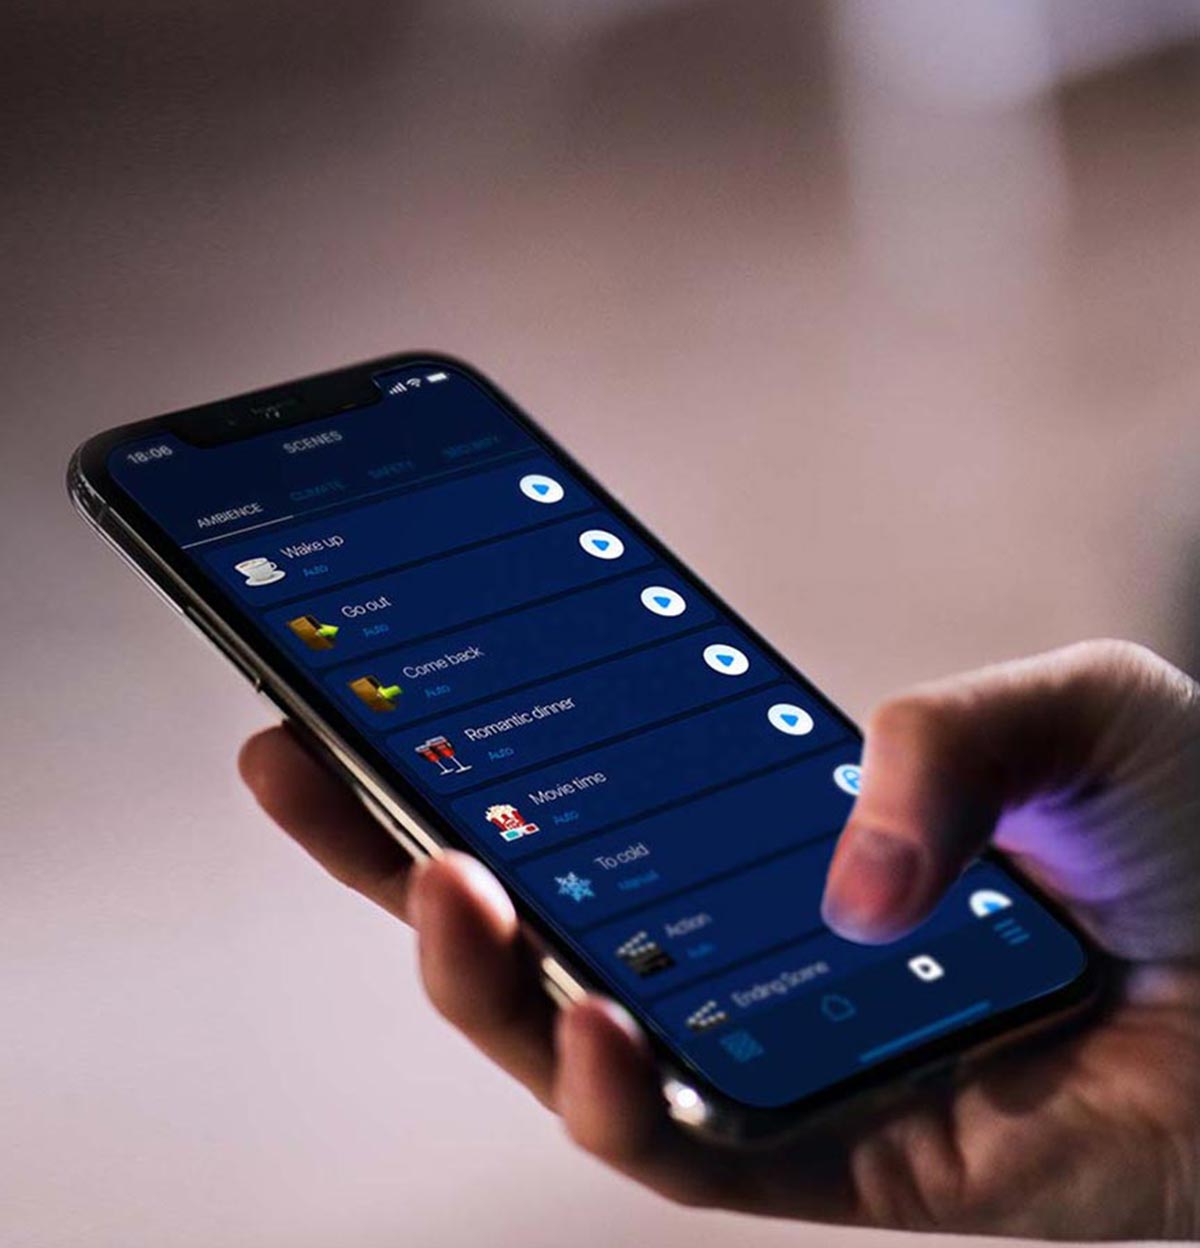 18:06
SCENES
AMBIENCE CLIMATE SAFETY SECURITY
Wake up
Auto
Go out
Auto
Come back
Auto
Romantic dinner
Auto
Movie time
Auto
To cold
Manual
Action
Auto
Ending Scene